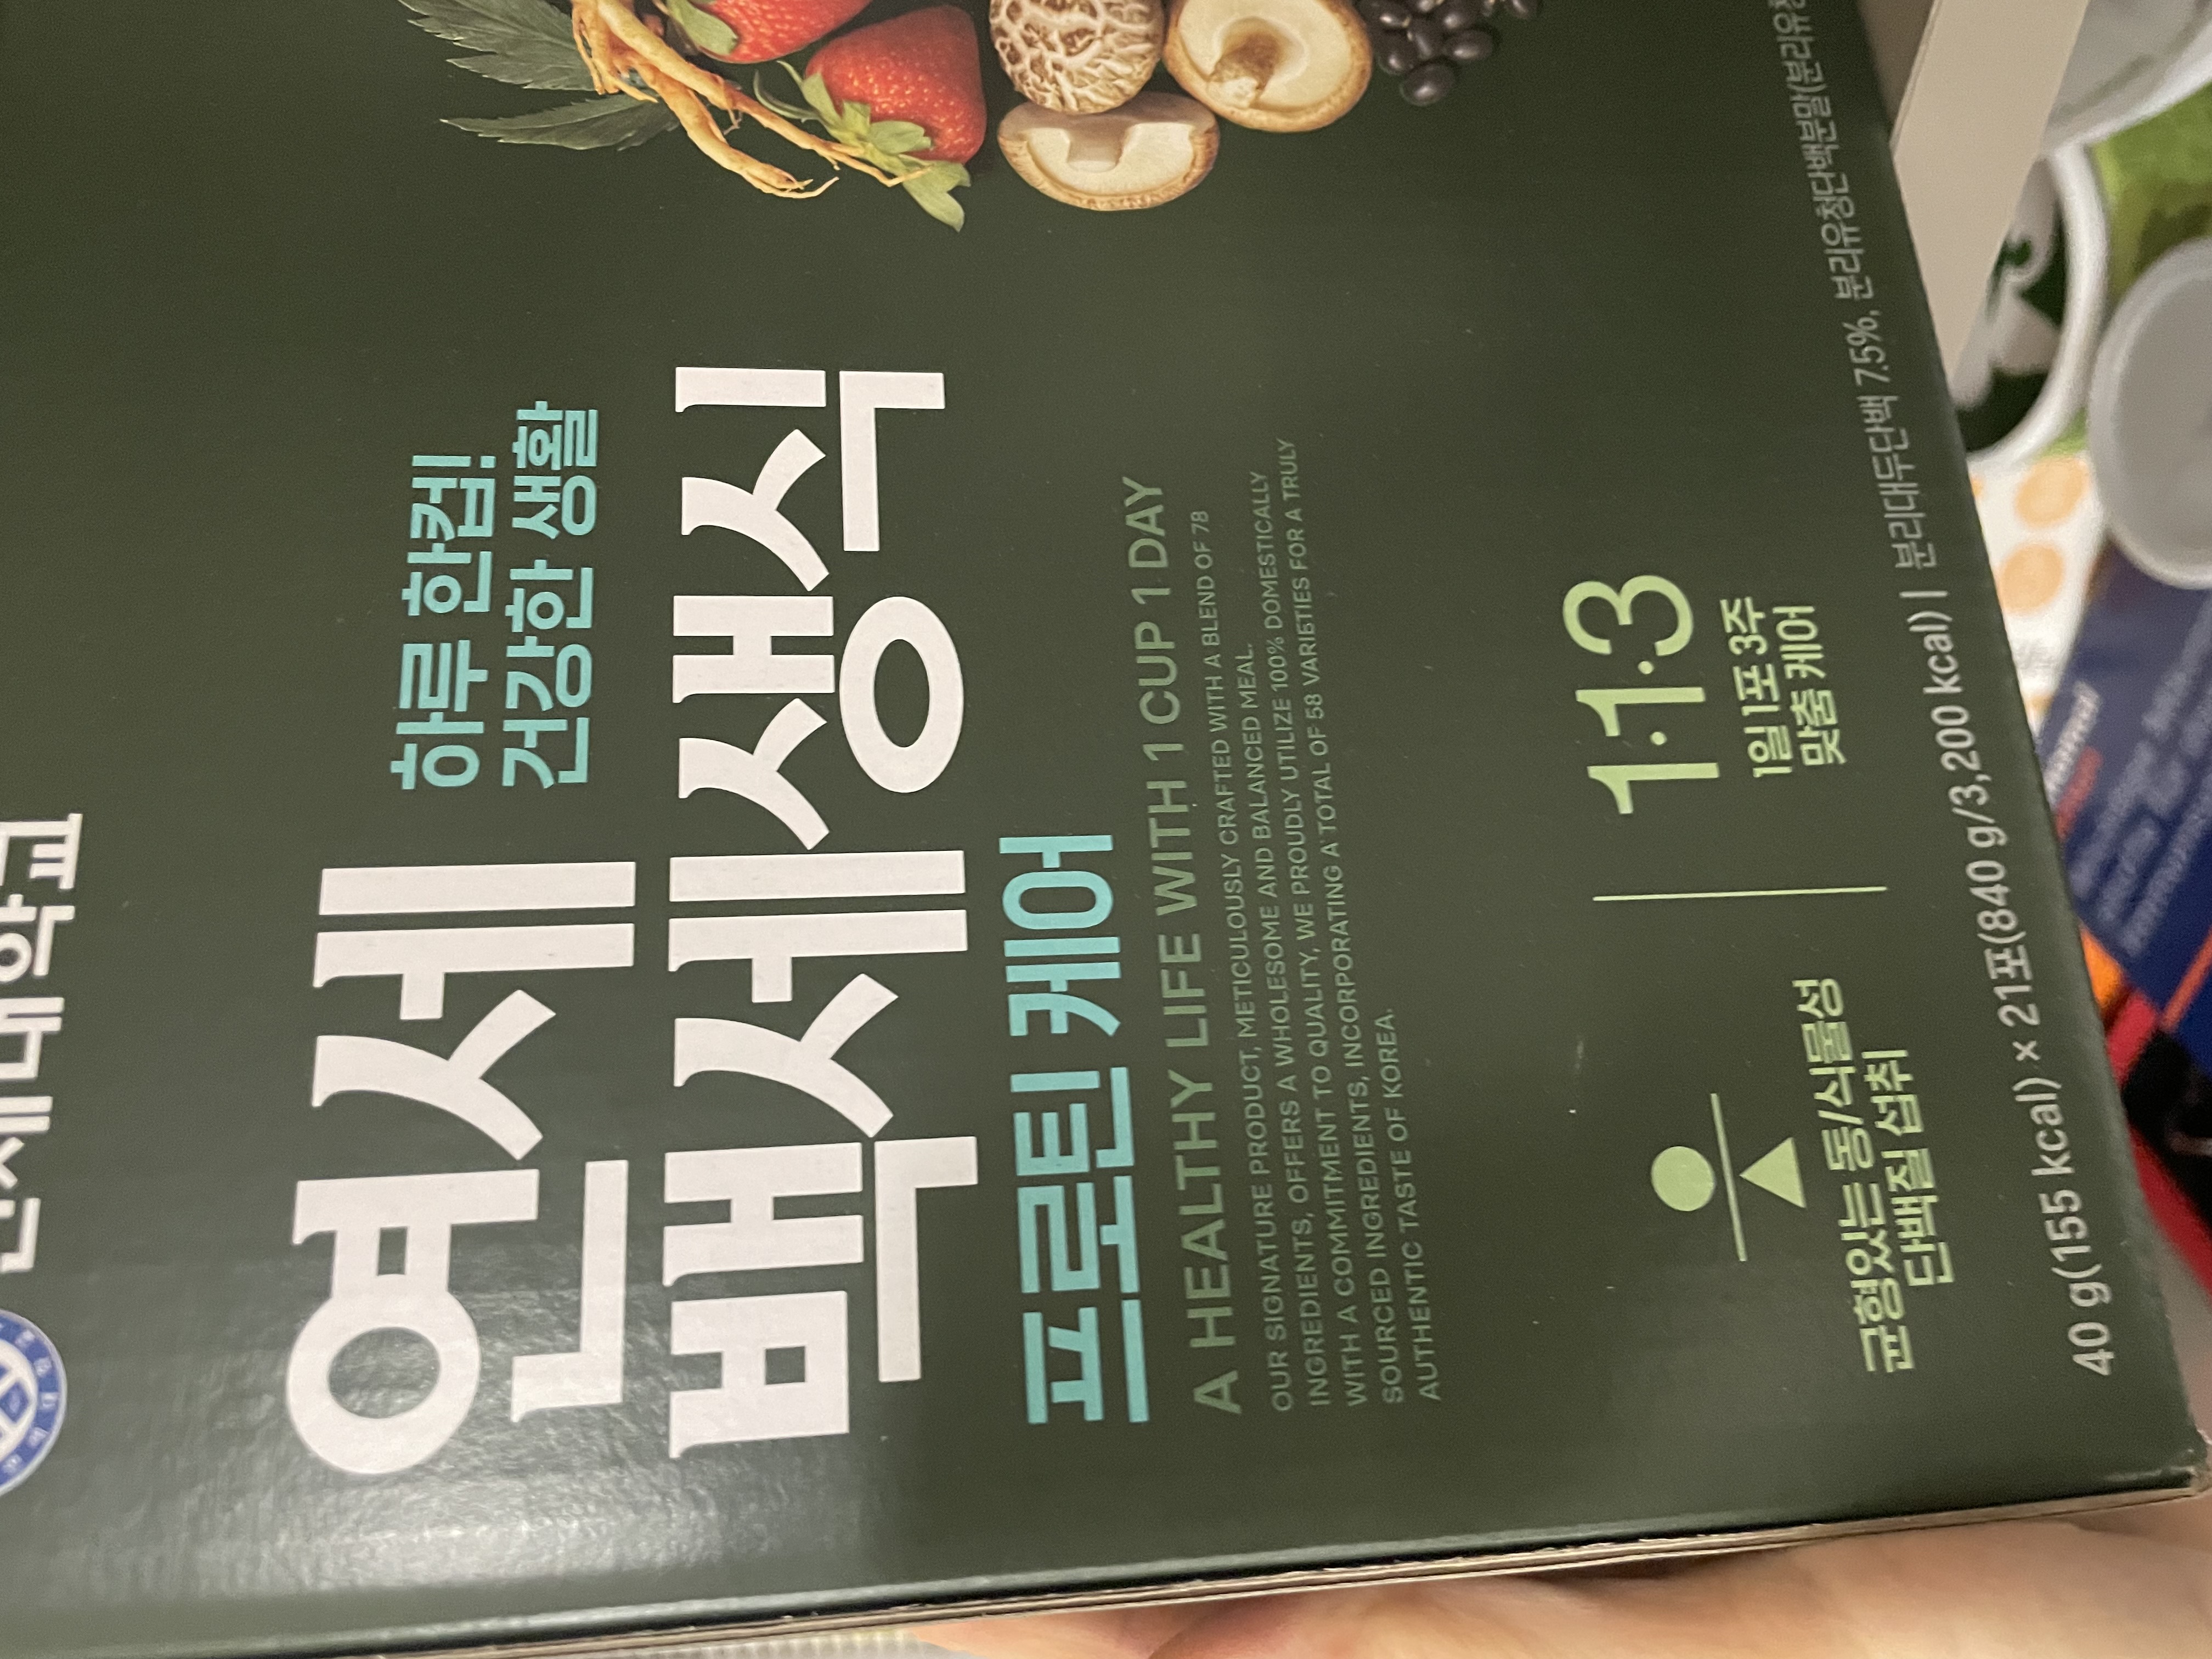 연세대학교
하루 한컵!
건강한 생활
연세
백세생식
프로틴 케어
A HEALTHY LIFE WITH 1 CUP 1 DAY
OUR SIGNATURE PRODUCT, METICULOUSLY CRAFTED WITH A BLEND OF 78
INGREDIENTS, OFFERS A WHOLESOME AND BALANCED MEAL.
WITH A COMMITMENT TO QUALITY, WE PROUDLY UTILIZE 100% DOMESTICALLY
SOURCED INGREDIENTS, INCORPORATING A TOTAL OF 58 VARIETIES FOR A TRULY
AUTHENTIC TASTE OF KOREA.
균형있는 동/식물성
단백질 섭취
1·1·3
1일 1포 3주
맞춤 케어
40 g(155 kcal) × 21포(840 g/3,200 kcal) | 분리대두단백 7.5%, 분리유청단백분말(분리유청